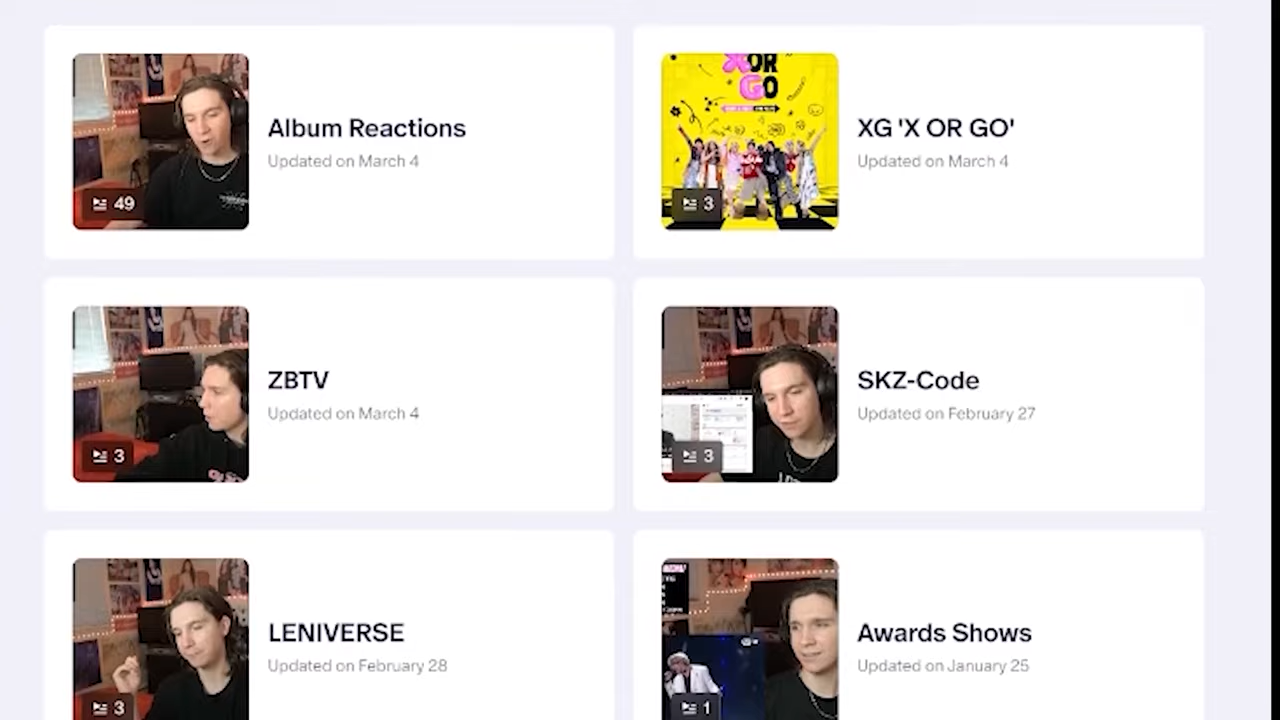 Album Reactions
Updated on March 4
49
XOR
GO
XG 'X OR GO'
Updated on March 4
3
ZBTV
Updated on March 4
3
SKZ-Code
Updated on February 27
3
LENIVERSE
Updated on February 28
3
Awards Shows
Updated on January 25
1